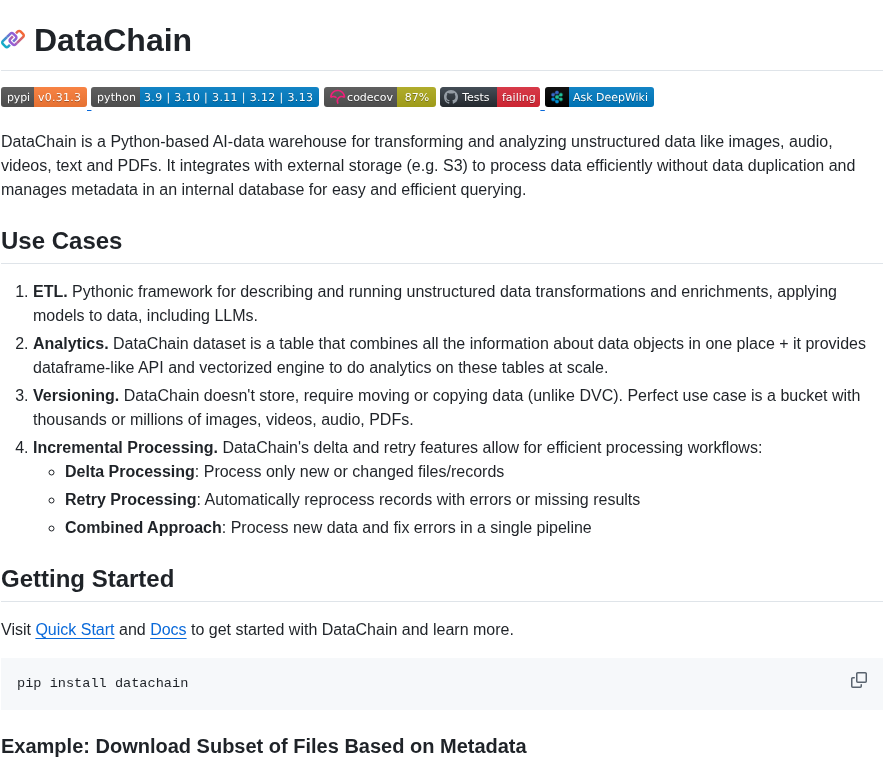 DataChain
pypi v0.31.3 python 3.9 | 3.10 | 3.11 | 3.12 | 3.13 codecov 87% Tests failing Ask DeepWiki
DataChain is a Python-based AI-data warehouse for transforming and analyzing unstructured data like images, audio,
videos, text and PDFs. It integrates with external storage (e.g. S3) to process data efficiently without data duplication and
manages metadata in an internal database for easy and efficient querying.
Use Cases
1. ETL. Pythonic framework for describing and running unstructured data transformations and enrichments, applying
models to data, including LLMs.
2. Analytics. DataChain dataset is a table that combines all the information about data objects in one place + it provides
dataframe-like API and vectorized engine to do analytics on these tables at scale.
3. Versioning. DataChain doesn't store, require moving or copying data (unlike DVC). Perfect use case is a bucket with
thousands or millions of images, videos, audio, PDFs.
4. Incremental Processing. DataChain's delta and retry features allow for efficient processing workflows:
Delta Processing: Process only new or changed files/records
Retry Processing: Automatically reprocess records with errors or missing results
Combined Approach: Process new data and fix errors in a single pipeline
Getting Started
Visit Quick Start and Docs to get started with DataChain and learn more.
pip install datachain
Example: Download Subset of Files Based on Metadata